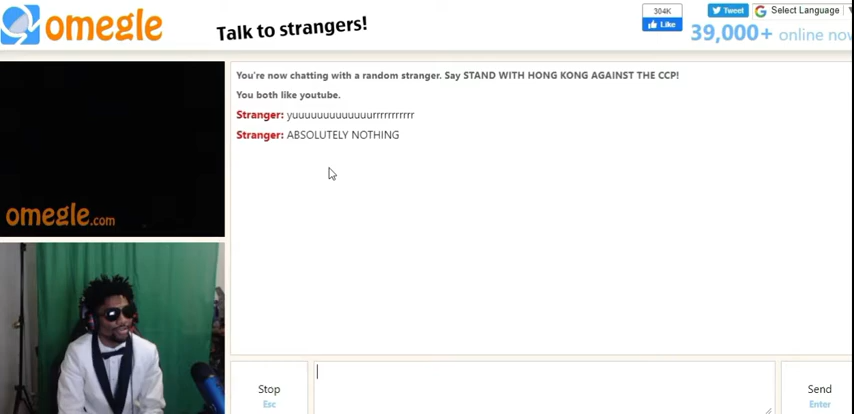 omegle
Talk to strangers!
304K
Like
Tweet
G Select Language
39,000+ online now
You're now chatting with a random stranger. Say STAND WITH HONG KONG AGAINST THE CCP!
You both like youtube.
Stranger: yuuuuuuuuuuuuurrrrrrrrrrr
Stranger: ABSOLUTELY NOTHING
omegle.com
Stop
Esc
Send
Enter